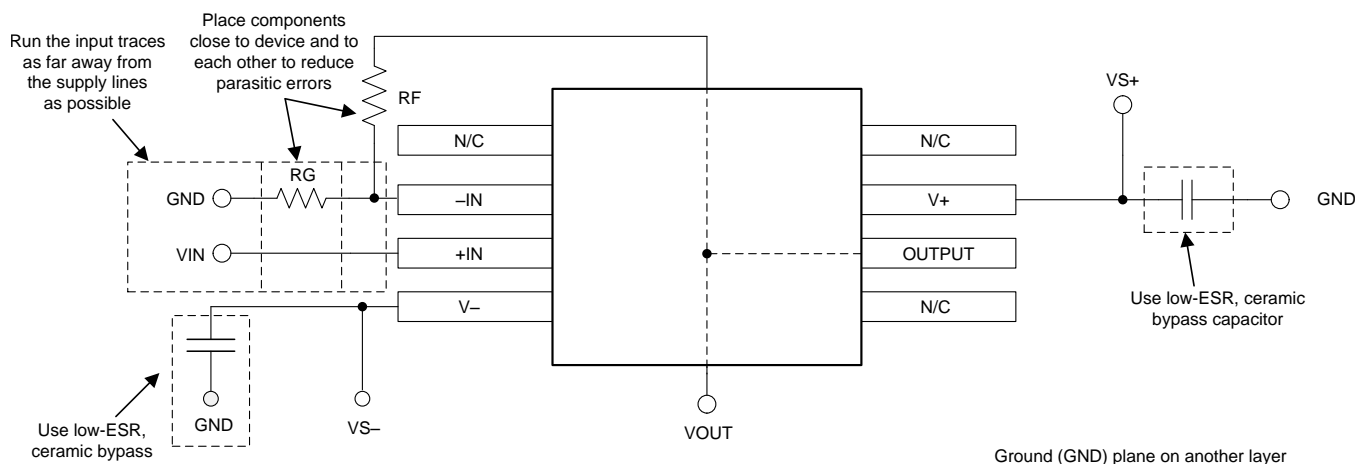 Place components
close to device and to
each other to reduce
parasitic errors
Run the input traces
as far away from
the supply lines
as possible
RF
VS+
N/C
N/C
RG
GND
–IN
V+
GND
VIN
+IN
OUTPUT
V–
N/C
Use low-ESR, ceramic
bypass capacitor
GND
VS–
VOUT
Use low-ESR,
ceramic bypass
Ground (GND) plane on another layer